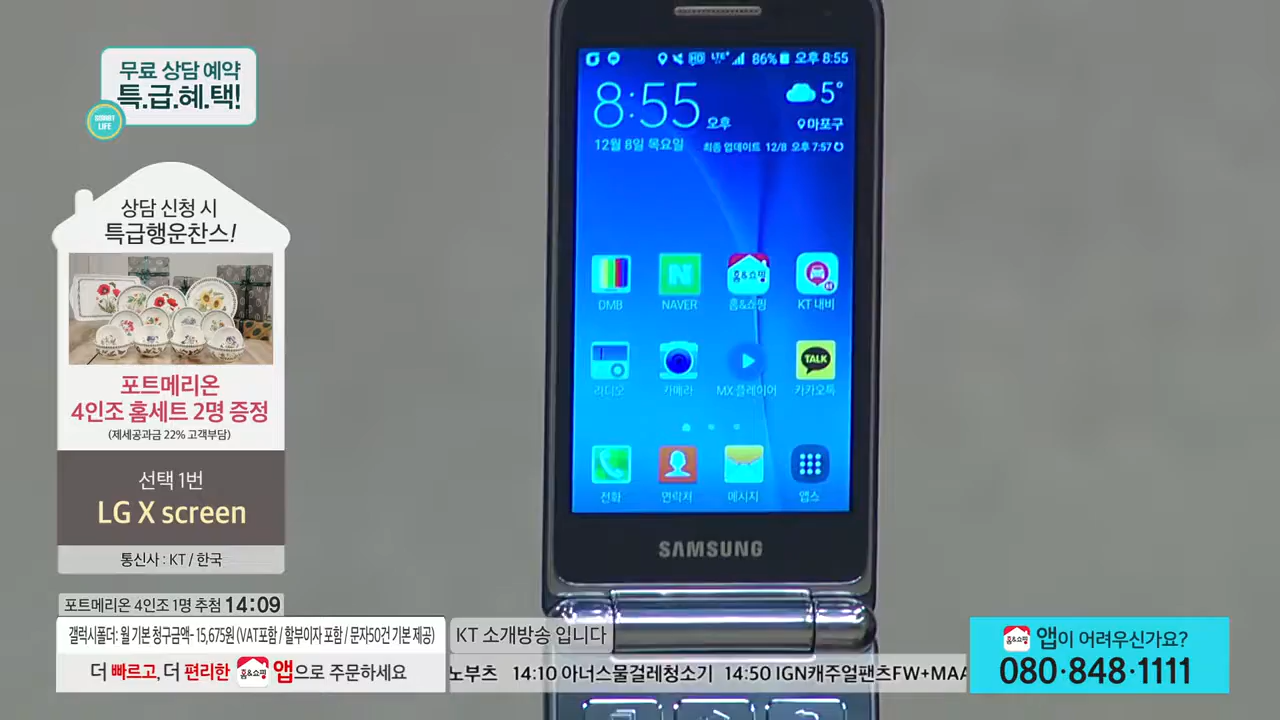 무료 상담 예약
특.급.혜.택!
SMART
LIFE
상담 신청 시
특급행운찬스!
포트메리온
4인조 홈세트 2명 증정
(제세공과금 22% 고객부담)
선택 1번
LG X screen
통신사 : KT / 한국
포트메리온 4인조 1명 추첨 14:09
갤럭시폴더: 월 기본 청구금액- 15,675원 (VAT포함 / 할부이자 포함 / 문자50건 기본 제공)
더 빠르고, 더 편리한 홈&쇼핑 앱으로 주문하세요
HD LTE+ 86% 오후 8:55
8:55 오후
5°
마포구
12월 8일 목요일
최종 업데이트 12/8 오후 7:57
홈&쇼핑
DMB NAVER 홈&쇼핑 KT 내비
TALK
라디오 카메라 MX 플레이어 카카오톡
전화 연락처 메시지 앱스
SAMSUNG
KT 소개방송 입니다
노부츠 14:10 아너스물걸레청소기 14:50 IGN캐주얼팬츠FW+MAA
홈&쇼핑 앱이 어려우신가요?
080·848·1111